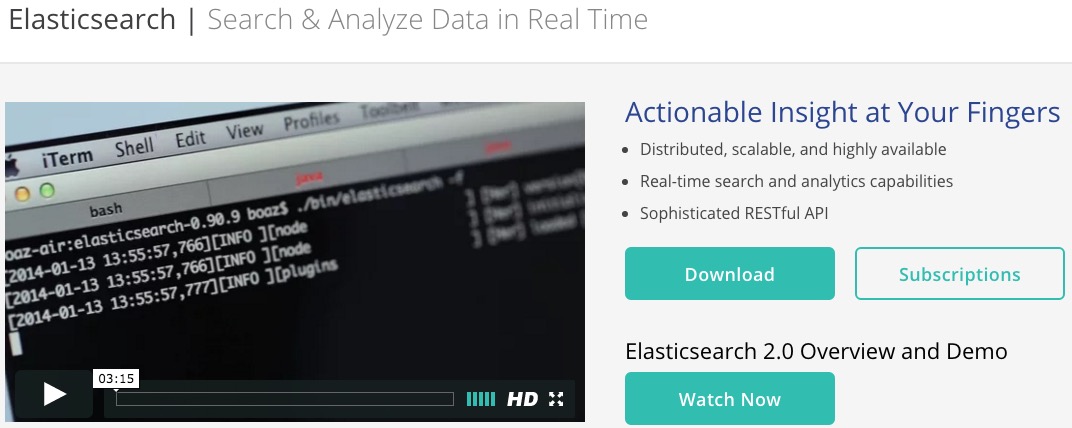 Elasticsearch | Search & Analyze Data in Real Time
iTerm Shell Edit View Profiles Toolbelt
bash java java
oaz-air:elasticsearch-0.90.9 boaz$ ./bin/elasticsearch -f
[2014-01-13 13:55:57,766][INFO ][node
[2014-01-13 13:55:57,766][INFO ][node
[2014-01-13 13:55:57,777][INFO ][plugins
03:15
HD
Actionable Insight at Your Fingers
Distributed, scalable, and highly available
Real-time search and analytics capabilities
Sophisticated RESTful API
Download Subscriptions
Elasticsearch 2.0 Overview and Demo
Watch Now